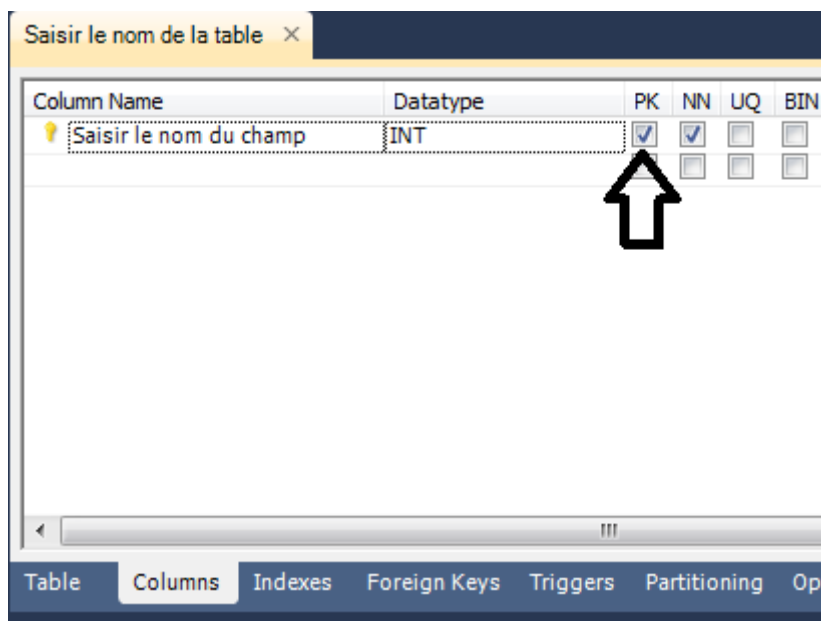 Saisir le nom de la table
Column Name Datatype PK NN UQ BIN
Saisir le nom du champ INT
Table Columns Indexes Foreign Keys Triggers Partitioning Op